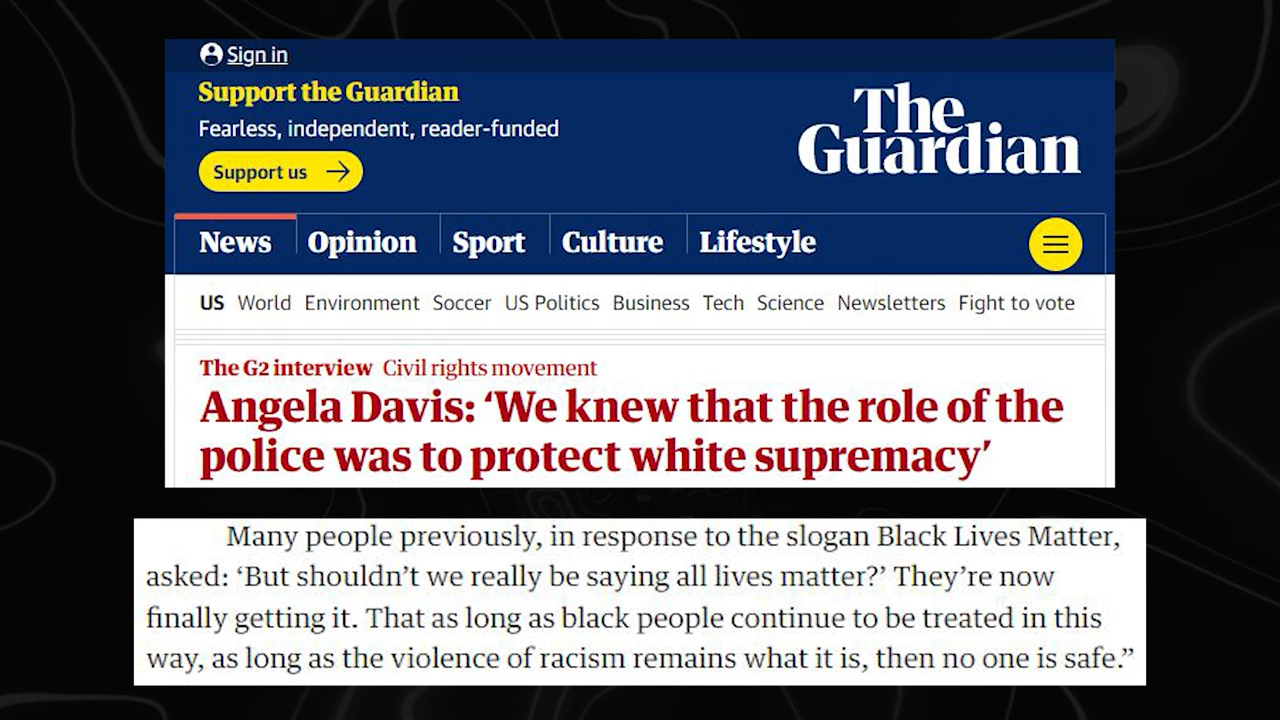 Sign in
Support the Guardian
Fearless, independent, reader-funded
Support us
The
Guardian
News Opinion Sport Culture Lifestyle
US World Environment Soccer US Politics Business Tech Science Newsletters Fight to vote
The G2 interview Civil rights movement
Angela Davis: ‘We knew that the role of the
police was to protect white supremacy’
Many people previously, in response to the slogan Black Lives Matter,
asked: ‘But shouldn’t we really be saying all lives matter?’ They’re now
finally getting it. That as long as black people continue to be treated in this
way, as long as the violence of racism remains what it is, then no one is safe.”